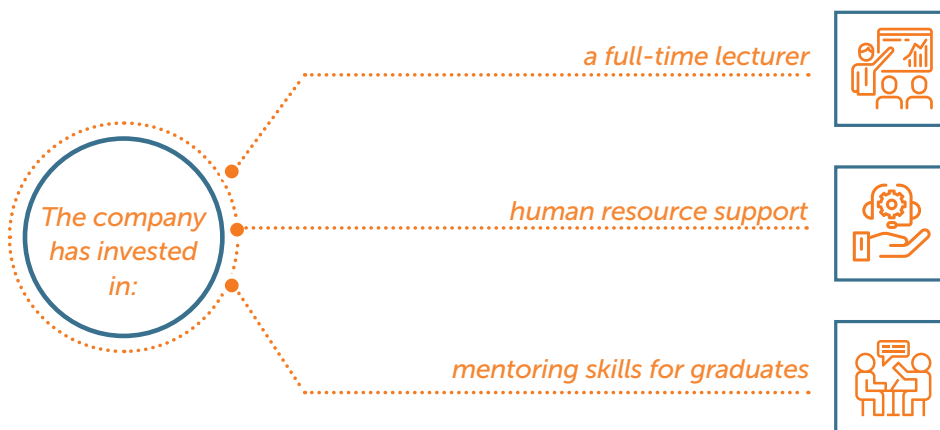 The company
has invested
in:
a full-time lecturer
human resource support
mentoring skills for graduates